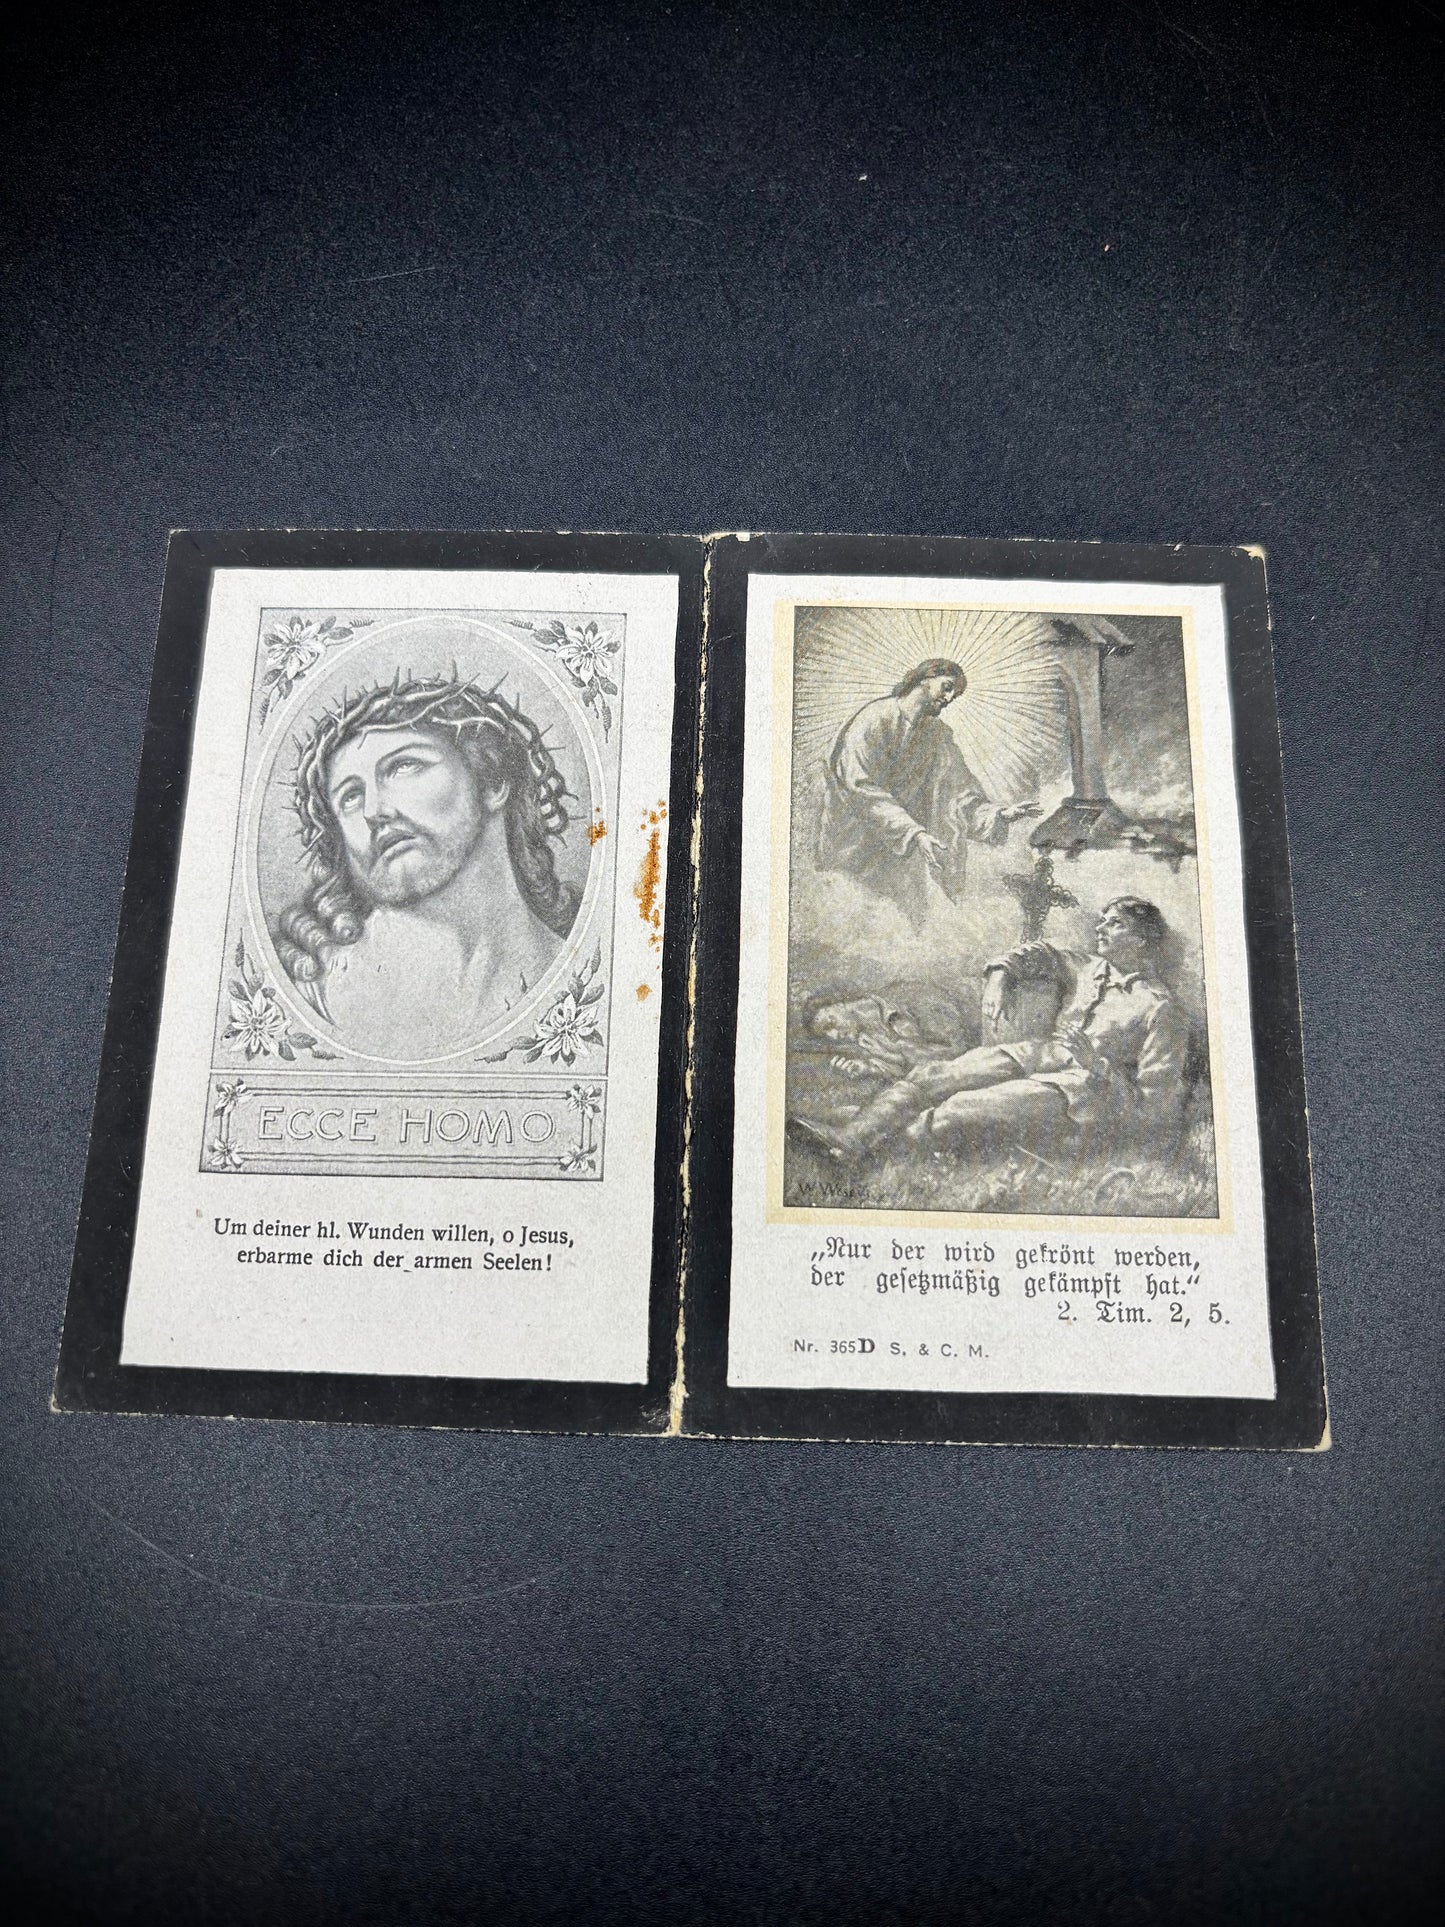 ECCE HOMO
Um deiner hl. Wunden willen, o Jesus,
erbarme dich der armen Seelen!
„Nur der wird gekrönt werden,
der gesetzmäßig gekämpft hat.“
2. Tim. 2, 5.
Nr. 365D S. & C. M.